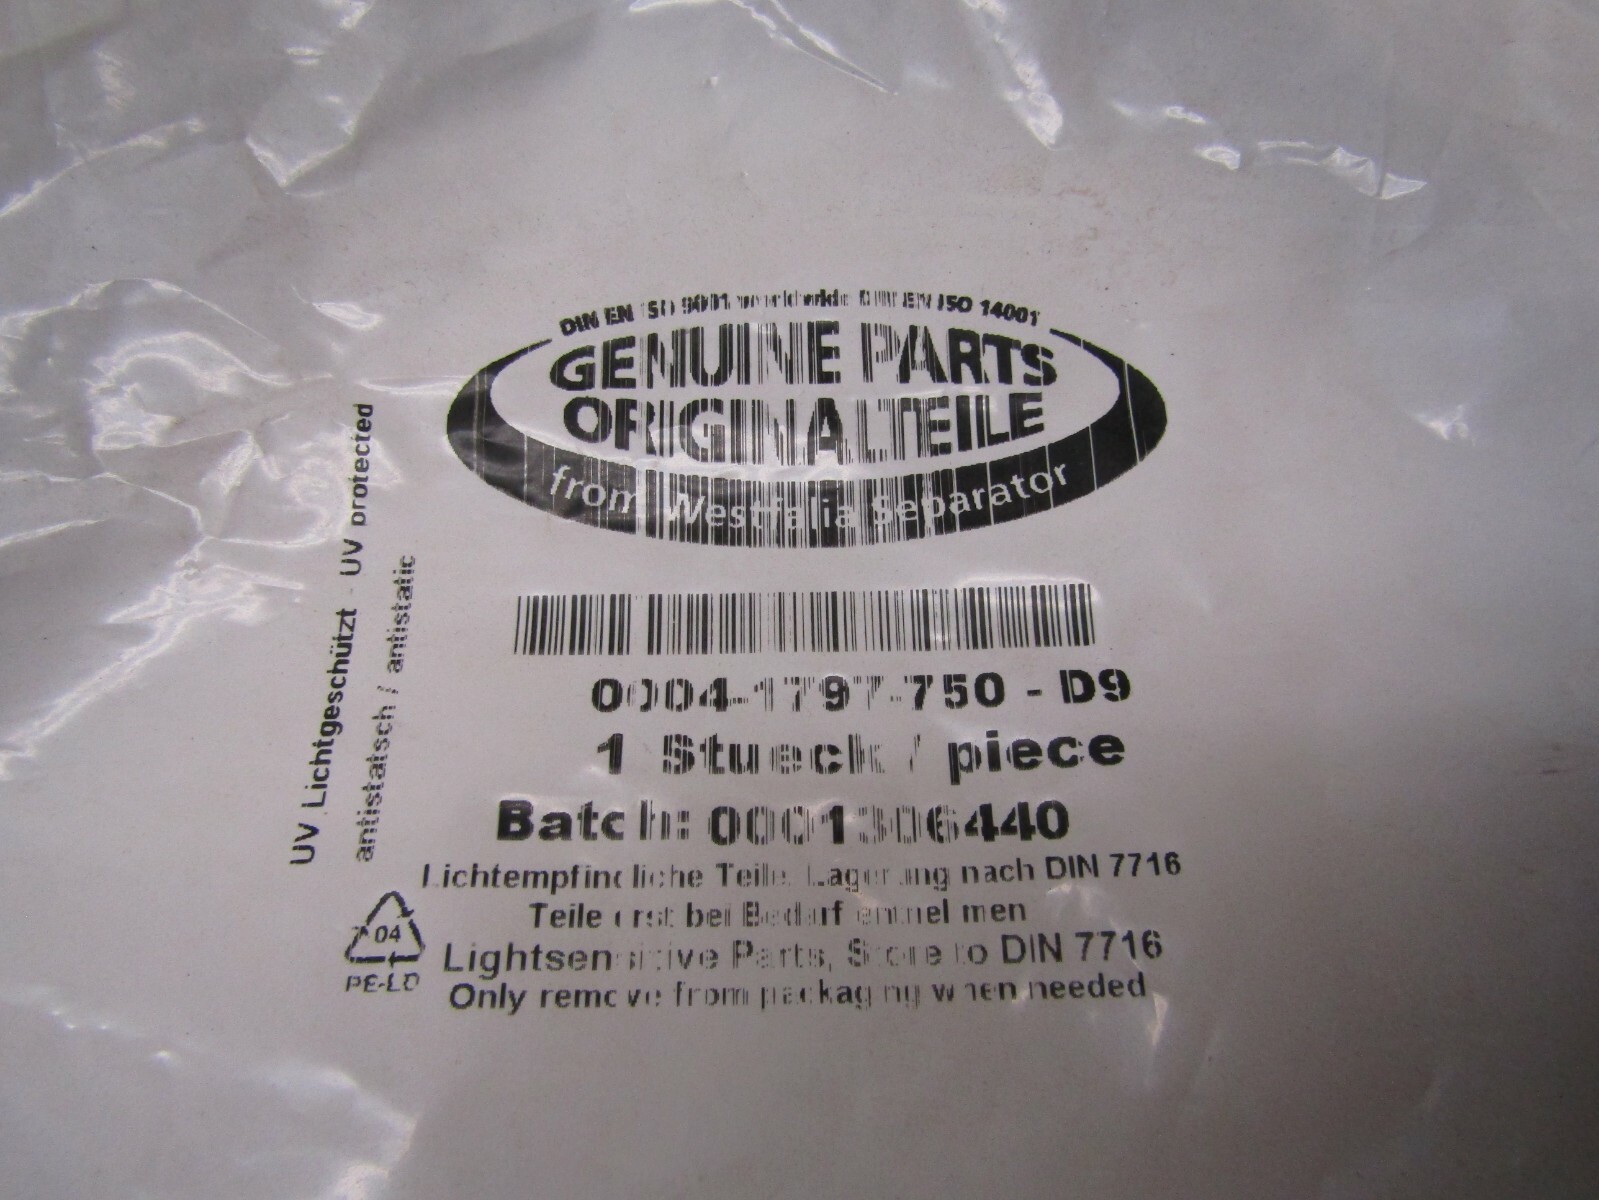 DIN EN ISO 9001 worldwide DIN EN ISO 14001
GENUINE PARTS
ORIGINALTEILE
from Westfalia Separator
0004-1797-750 - D9
1 Stueck / piece
Batch: 0001306440
Lichtempfindliche Teile. Lagerung nach DIN 7716
Teile erst bei Bedarf entnehmen
Lightsensitive Parts, Store to DIN 7716
Only remove from packaging when needed
UV Lichtgeschützt - UV protected
antistatisch / antistatic
04
PE-LD